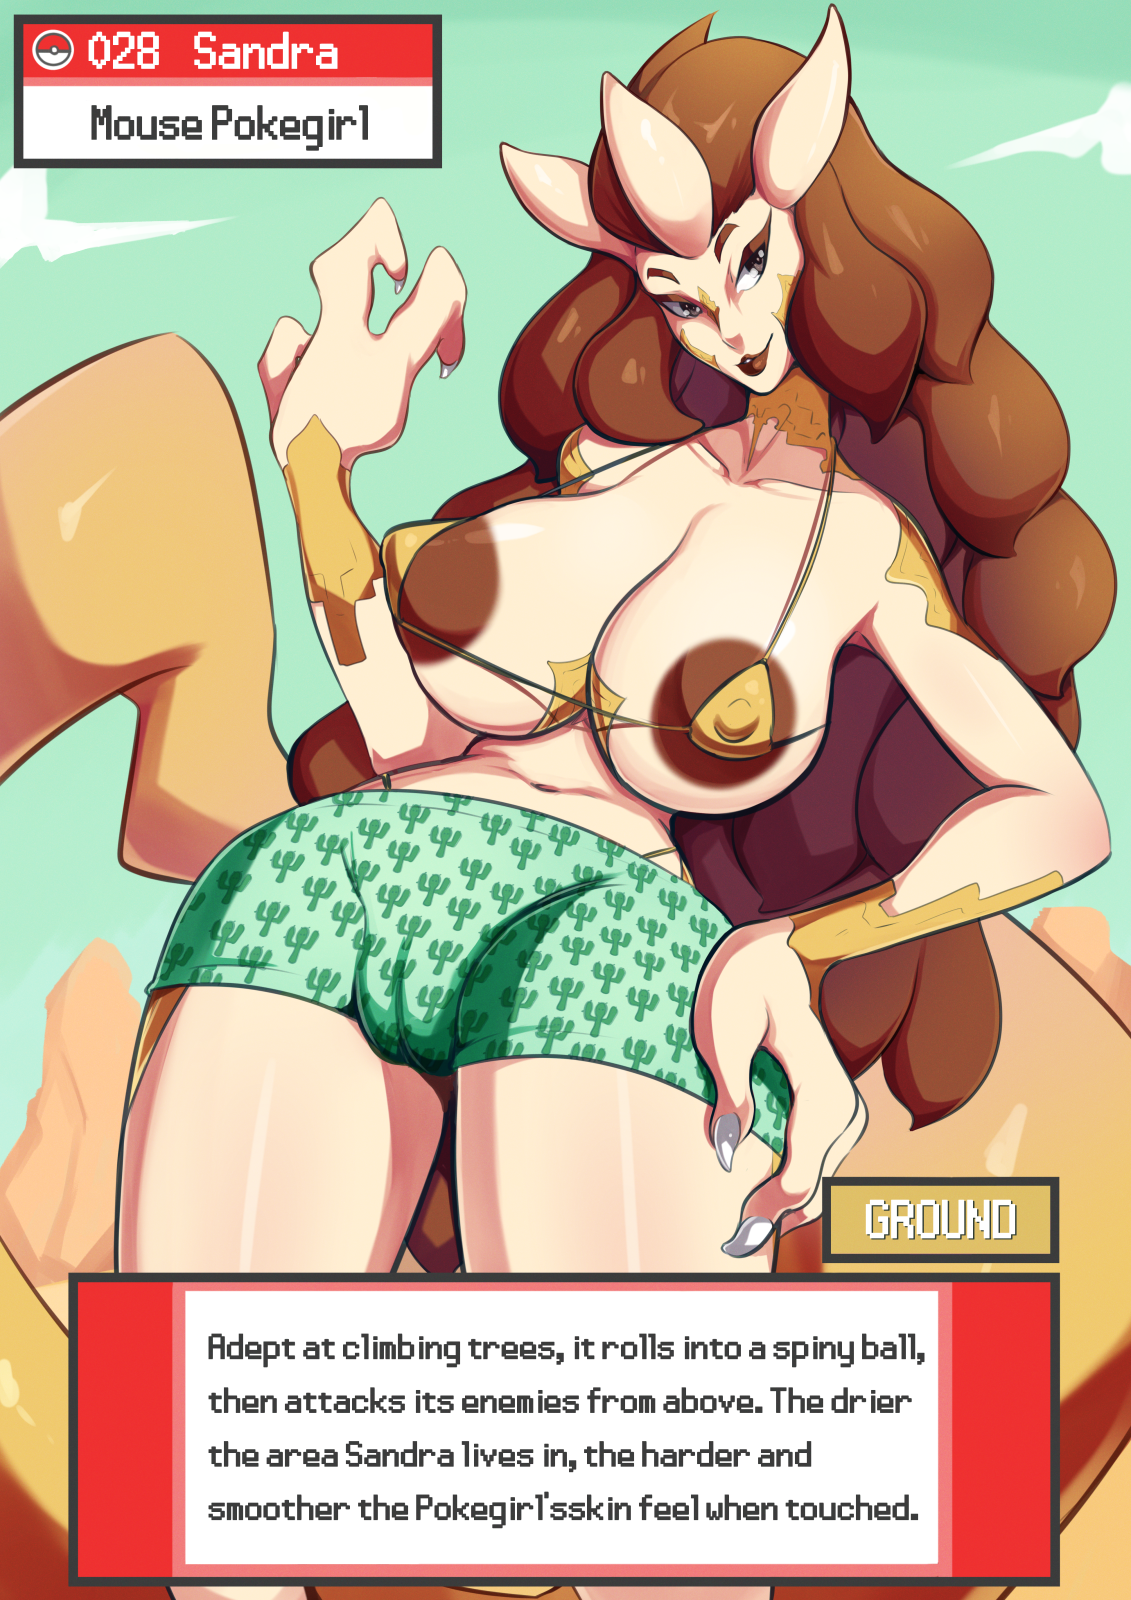 028 Sandra
Mouse Pokegirl
GROUND
Adept at climbing trees, it rolls into a spiny ball,
then attacks its enemies from above. The drier
the area Sandra lives in, the harder and
smoother the Pokegirl'sskin feel when touched.